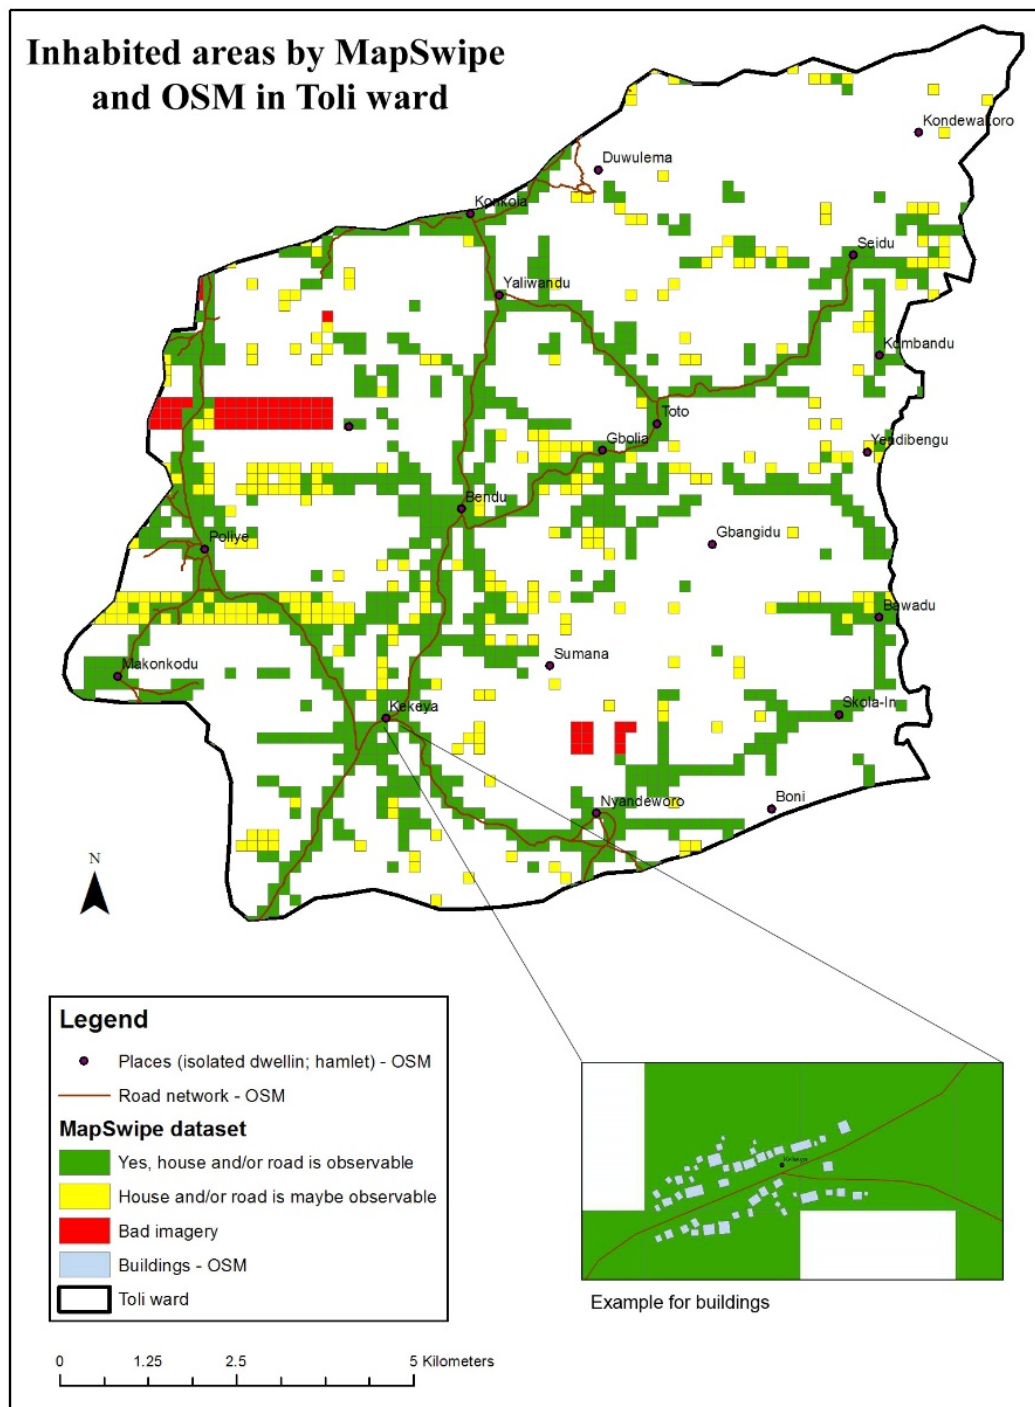 Inhabited areas by MapSwipe
and OSM in Toli ward
Kondewakoro
Duwulema
Konkola
Seidu
Yaliwandu
Kombandu
Toto
Gbolia
Yendibengu
Bendu
Gbangidu
Poliye
Bawadu
Sumana
Makonkodu
Skola-In
Kekeya
Boni
Nyandeworo
N
Legend
Places (isolated dwellin; hamlet) - OSM
Road network - OSM
MapSwipe dataset
Yes, house and/or road is observable
House and/or road is maybe observable
Bad imagery
Buildings - OSM
Toli ward
Kekeya
Example for buildings
0 1.25 2.5 5 Kilometers